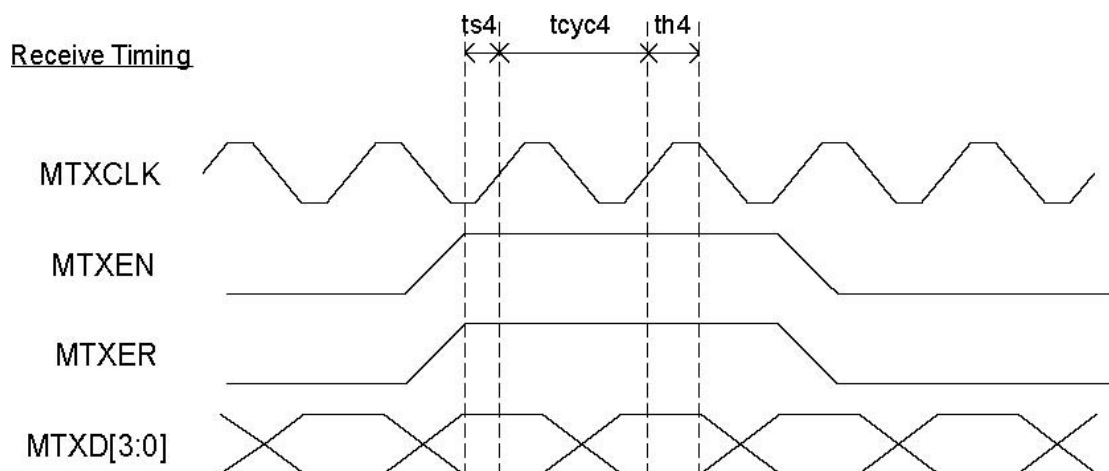 ts4 tcyc4 th4
Receive Timing
MTXCLK
MTXEN
MTXER
MTXD[3:0]